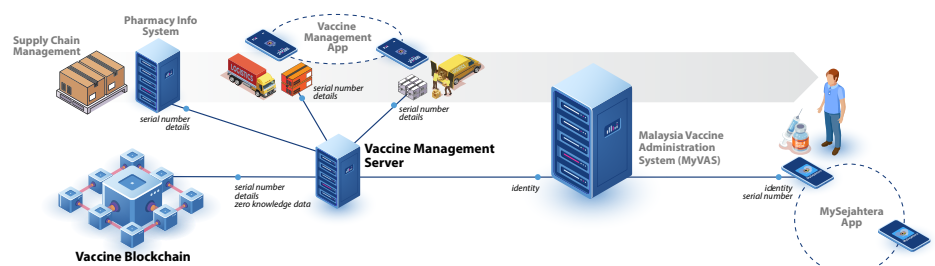 Pharmacy Info
System
Supply Chain
Management
Vaccine
Management
App
LOGISTICS
serial number
details
serial number
details
serial number
details
Vaccine Management
Server
Malaysia Vaccine
Administration
System (MyVAS)
serial number
details
zero knowledge data
identity
identity
serial number
MySejahtera
App
Vaccine Blockchain